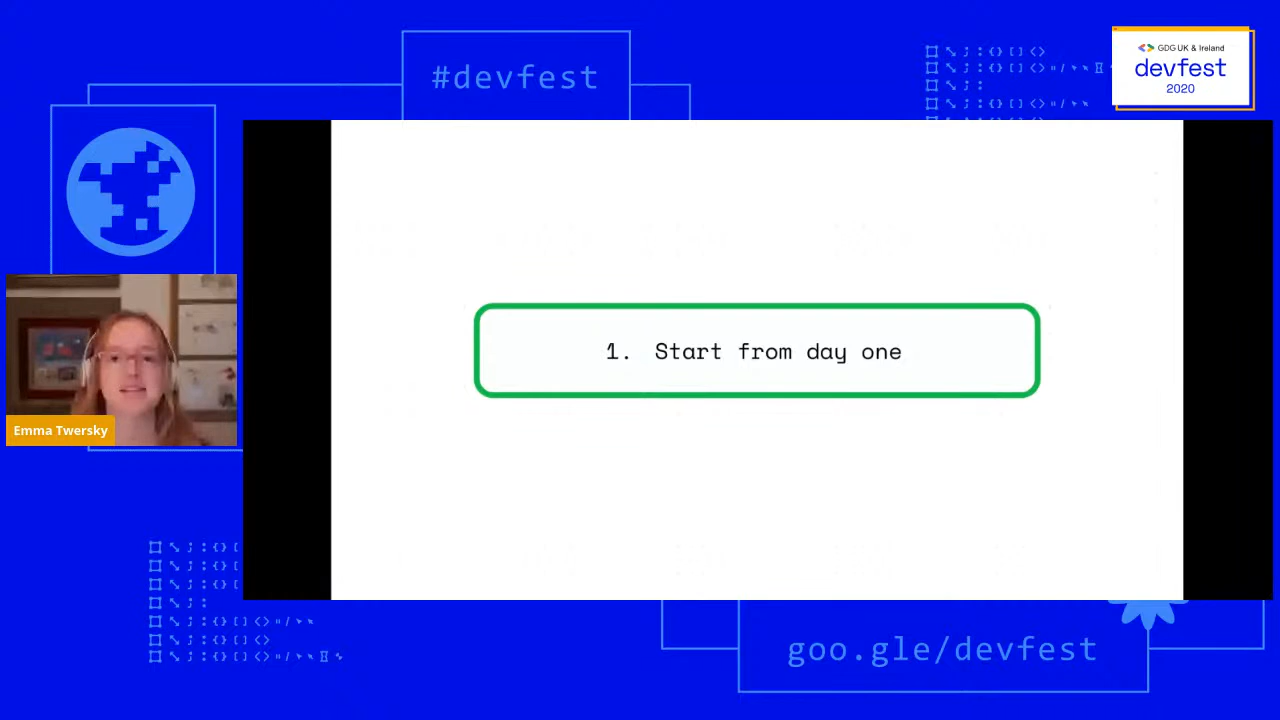 #devfest
GDG UK & Ireland
devfest
2020
1. Start from day one
Emma Twersky
goo.gle/devfest